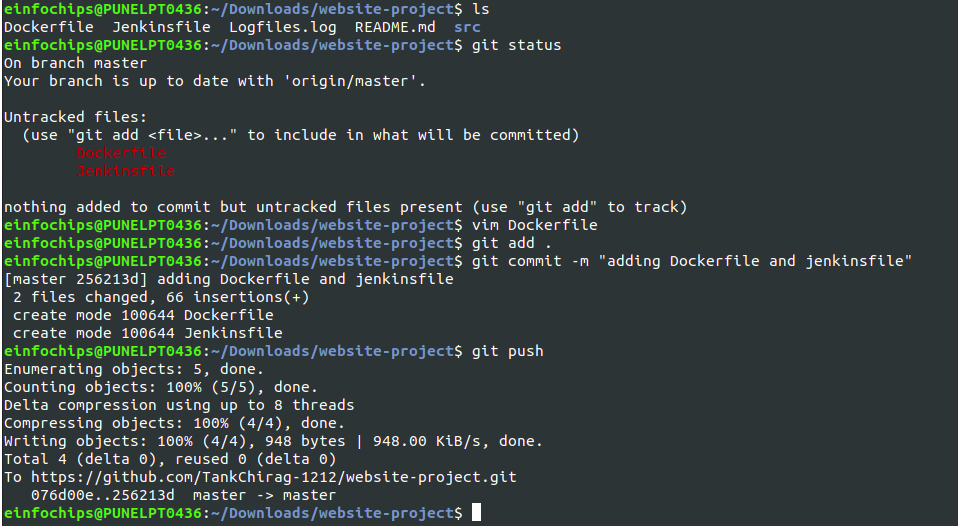 einfochips@PUNELPT0436:~/Downloads/website-project$ ls
Dockerfile  Jenkinsfile  Logfiles.log  README.md  src
einfochips@PUNELPT0436:~/Downloads/website-project$ git status
On branch master
Your branch is up to date with 'origin/master'.

Untracked files:
  (use "git add <file>..." to include in what will be committed)
        Dockerfile
        Jenkinsfile

nothing added to commit but untracked files present (use "git add" to track)
einfochips@PUNELPT0436:~/Downloads/website-project$ vim Dockerfile
einfochips@PUNELPT0436:~/Downloads/website-project$ git add .
einfochips@PUNELPT0436:~/Downloads/website-project$ git commit -m "adding Dockerfile and jenkinsfile"
[master 256213d] adding Dockerfile and jenkinsfile
 2 files changed, 66 insertions(+)
 create mode 100644 Dockerfile
 create mode 100644 Jenkinsfile
einfochips@PUNELPT0436:~/Downloads/website-project$ git push
Enumerating objects: 5, done.
Counting objects: 100% (5/5), done.
Delta compression using up to 8 threads
Compressing objects: 100% (4/4), done.
Writing objects: 100% (4/4), 948 bytes | 948.00 KiB/s, done.
Total 4 (delta 0), reused 0 (delta 0)
To https://github.com/TankChirag-1212/website-project.git
   076d00e..256213d  master -> master
einfochips@PUNELPT0436:~/Downloads/website-project$